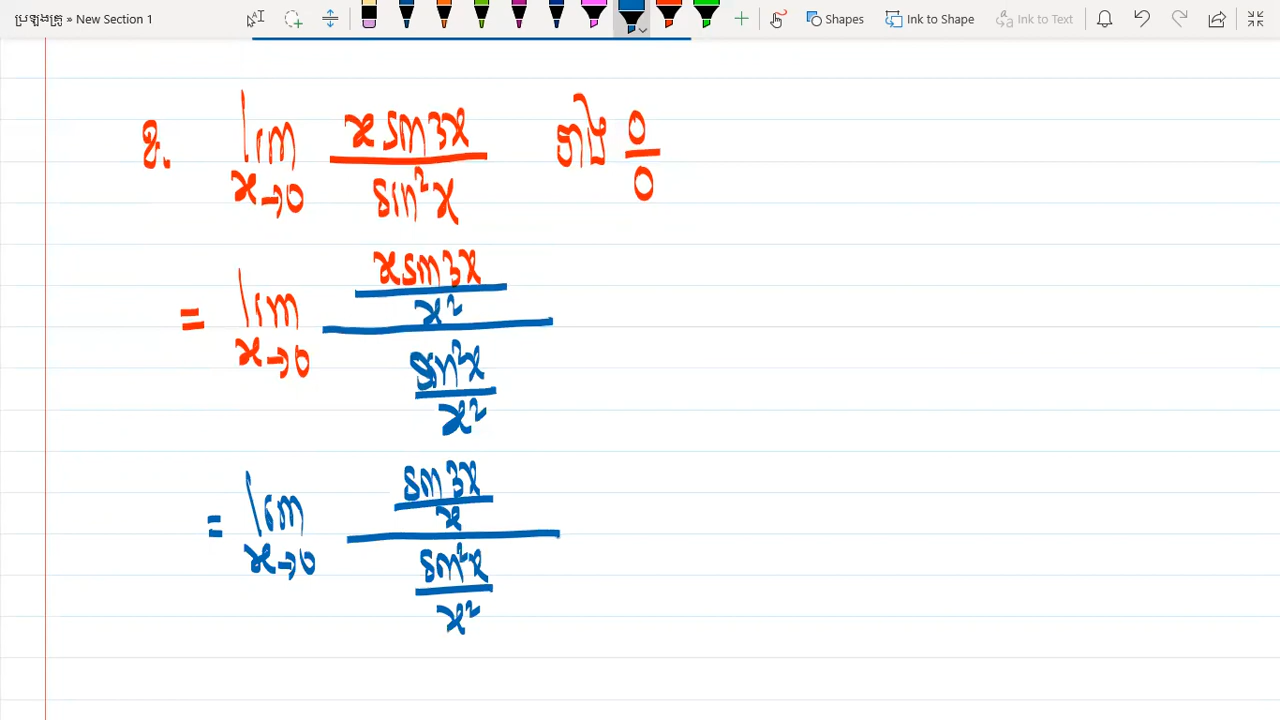 ប្រឡងគ្រូ » New Section 1
Shapes
Ink to Shape
Ink to Text
ខ. lim x→0 x sin3x / sin²x រាង 0/0
= lim x→0 (x sin3x / x²) / (sin²x / x²)
= lim x→0 (sin3x / x) / (sin²x / x²)